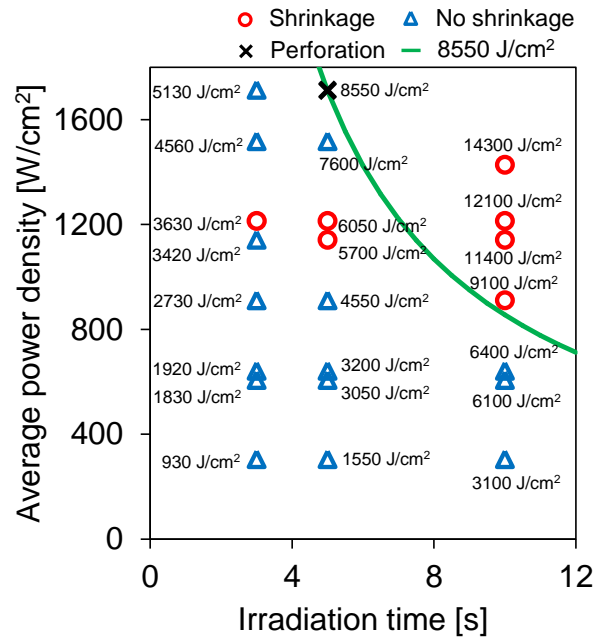 Shrinkage No shrinkage
Perforation 8550 J/cm²
Average power density [W/cm²]
1600
1200
800
400
0
5130 J/cm² 8550 J/cm²
4560 J/cm² 14300 J/cm²
7600 J/cm²
12100 J/cm²
3630 J/cm² 6050 J/cm²
3420 J/cm² 5700 J/cm² 11400 J/cm²
9100 J/cm²
2730 J/cm² 4550 J/cm²
6400 J/cm²
1920 J/cm² 3200 J/cm²
1830 J/cm² 3050 J/cm² 6100 J/cm²
930 J/cm² 1550 J/cm²
3100 J/cm²
0 4 8 12
Irradiation time [s]